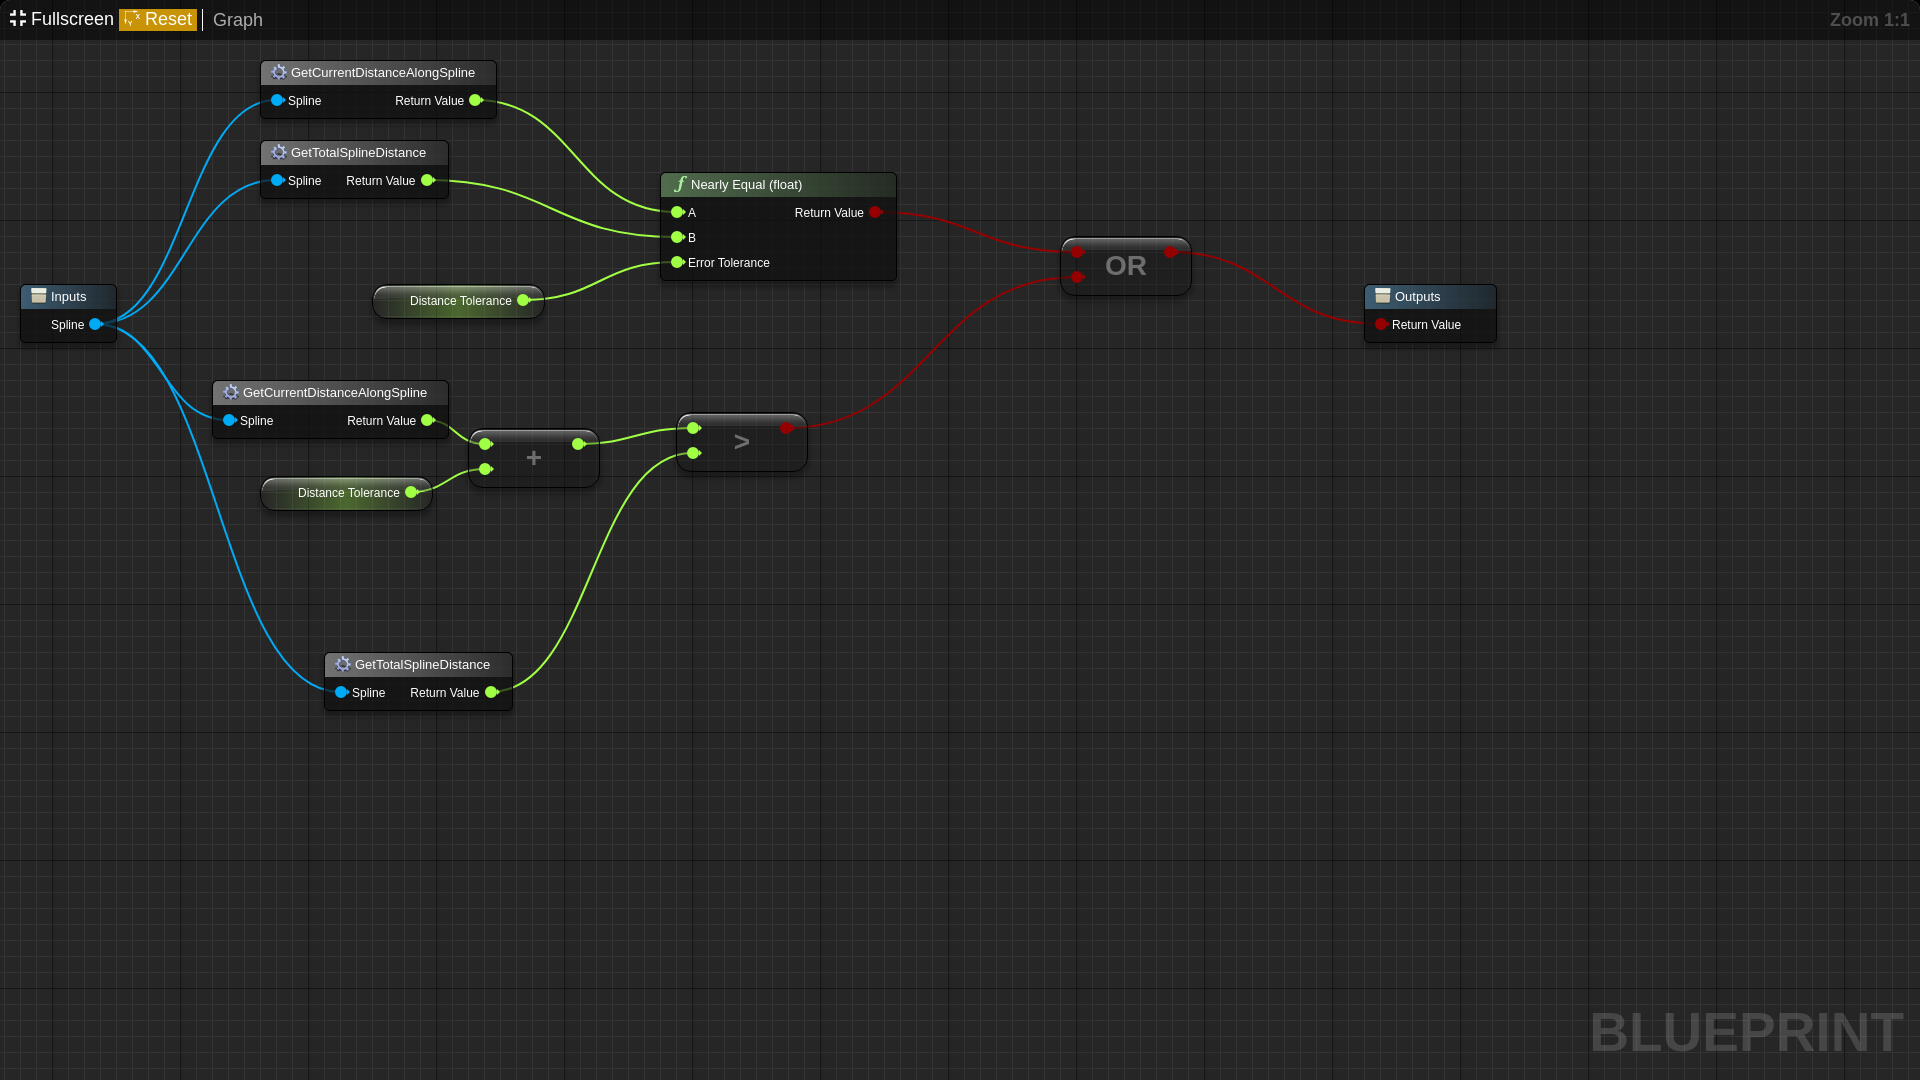 Fullscreen Reset Graph Zoom 1:1
GetCurrentDistanceAlongSpline
Spline Return Value
GetTotalSplineDistance
Spline Return Value
Nearly Equal (float)
A Return Value
B
Error Tolerance
Distance Tolerance
OR
Inputs
Spline
Outputs
Return Value
GetCurrentDistanceAlongSpline
Spline Return Value
+
>
Distance Tolerance
GetTotalSplineDistance
Spline Return Value
BLUEPRINT